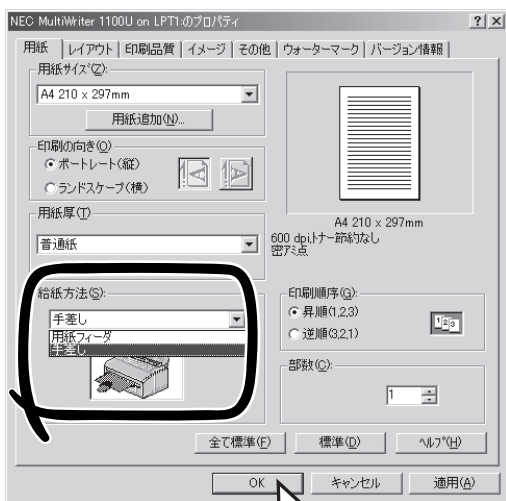 NEC MultiWriter 1100U on LPT1:のプロパティ
用紙 レイアウト 印刷品質 イメージ その他 ウォーターマーク バージョン情報
用紙サイズ(Z):
A4 210 x 297mm
用紙追加(N)...
印刷の向き(O)
ポートレート(縦)
ランドスケープ(横)
用紙厚(T)
普通紙
A4 210 x 297mm
600 dpi,トナー節約なし
密アミ点
給紙方法(S):
手差し
用紙フィーダ
手差し
印刷順序(G):
昇順(1,2,3)
逆順(3,2,1)
1 2 3
部数(C):
1
全て標準(F) 標準(D) ヘルプ(H)
OK キャンセル 適用(A)